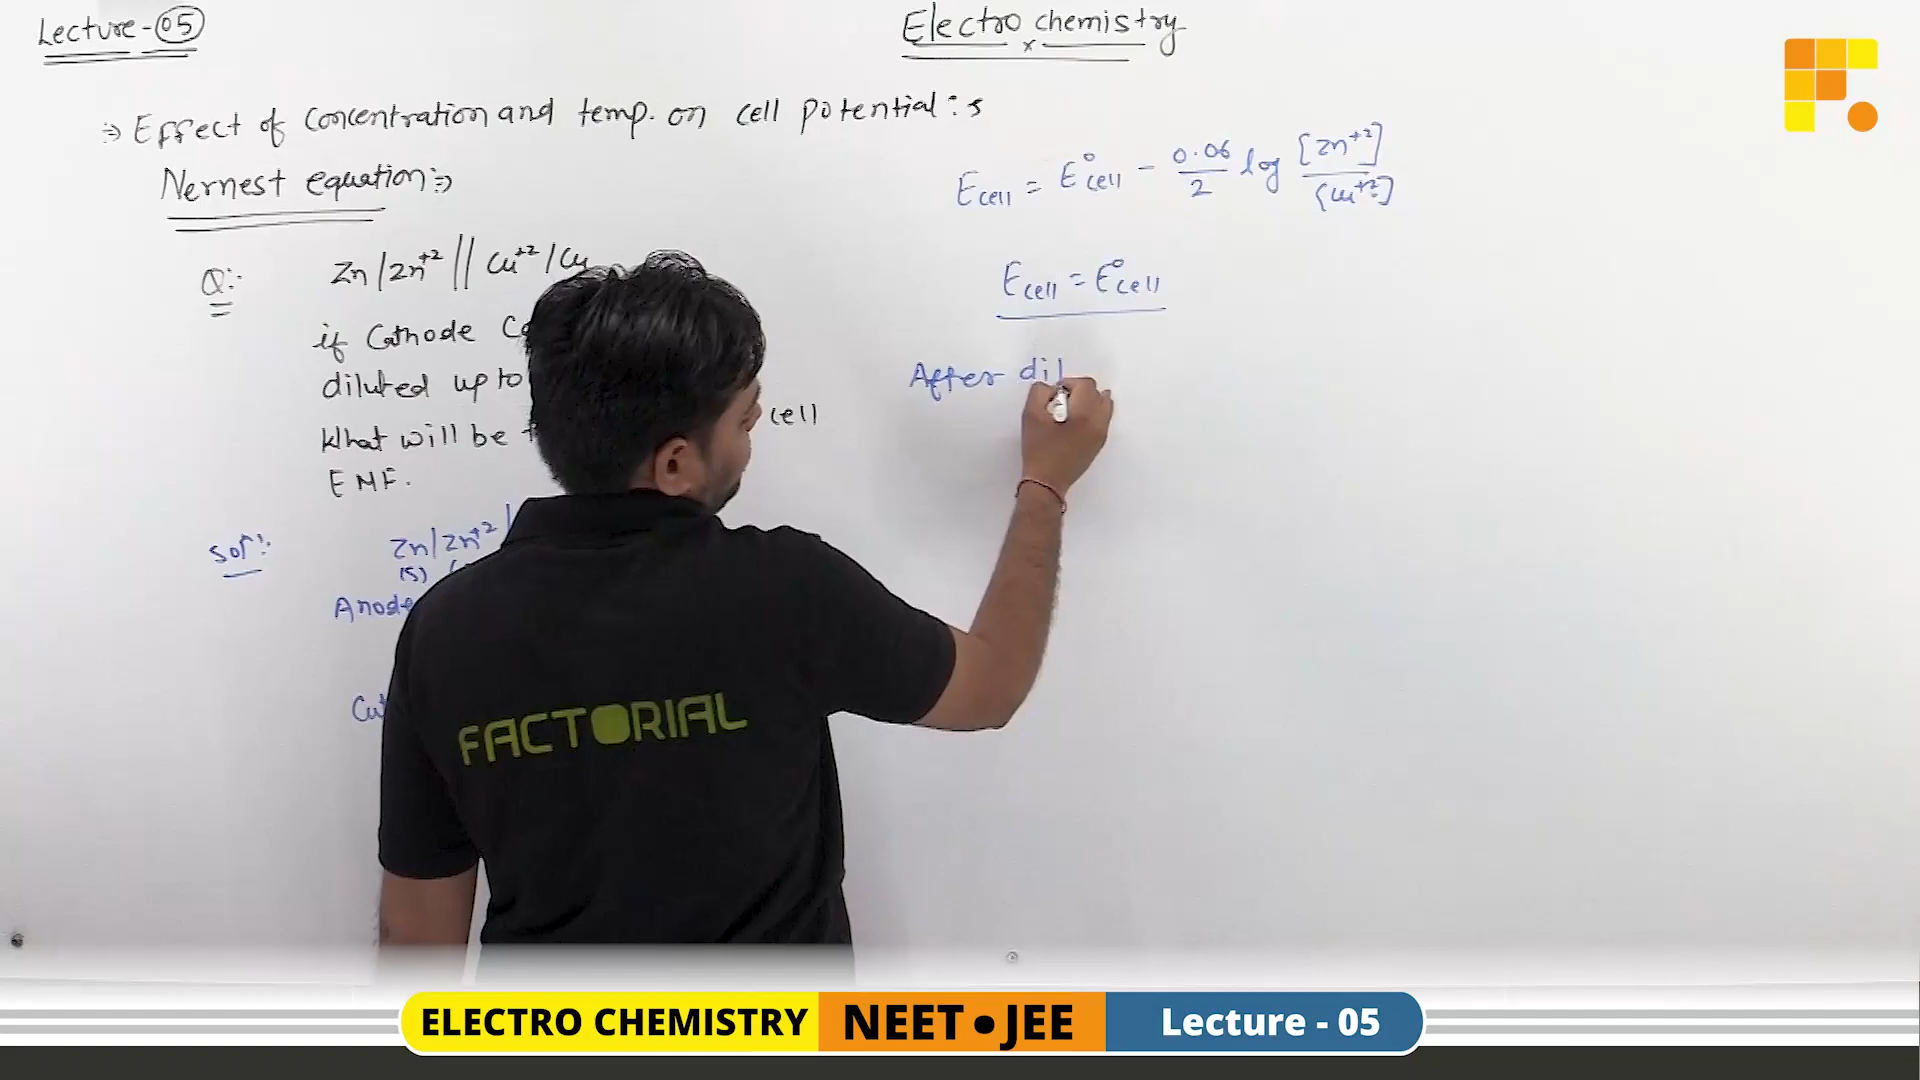 Lecture-05
Electro chemistry
⇒ Effect of concentration and temp. on cell potential:s
Nernest equation:⇒
Q:- Zn/Zn+2 || Cu+2/Cu
if Cathode
diluted upto
What will be cell
EMF.
Sol:
Zn/Zn+2/
(s)
Anode
Ecell = E°cell - 0.06/2 log [Zn+2]/[Cu+2]
Ecell = E°cell
After dil
FACTORIAL
ELECTRO CHEMISTRY NEET•JEE Lecture - 05